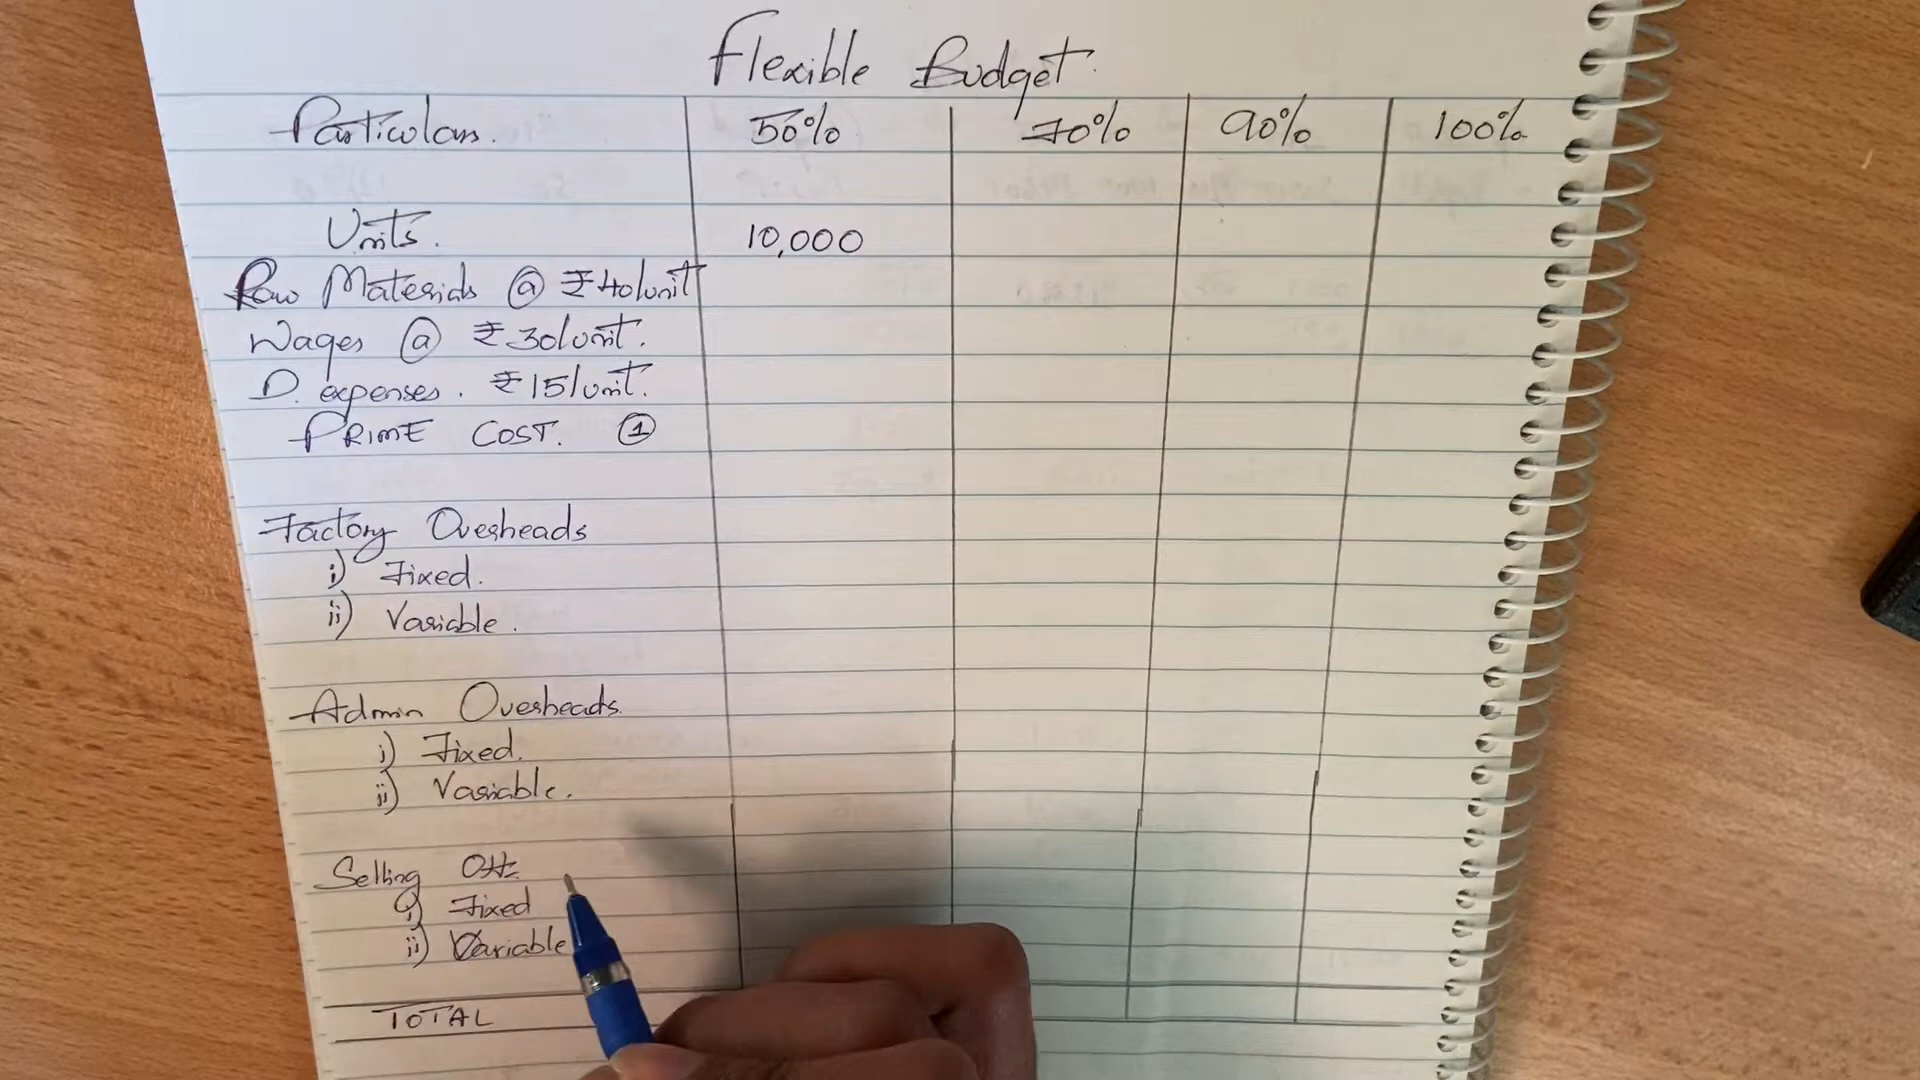 Flexible Budget.
Particulars. 50% 70% 90% 100%
Units. 10,000
Raw Materials @ ₹40/unit
Wages @ ₹30/unit.
D. expenses. ₹15/unit.
PRIME COST. 1
Factory Overheads
i) Fixed.
ii) Variable.
Admin Overheads.
i) Fixed.
ii) Variable.
Selling OH:
i) Fixed
ii) Variable
TOTAL